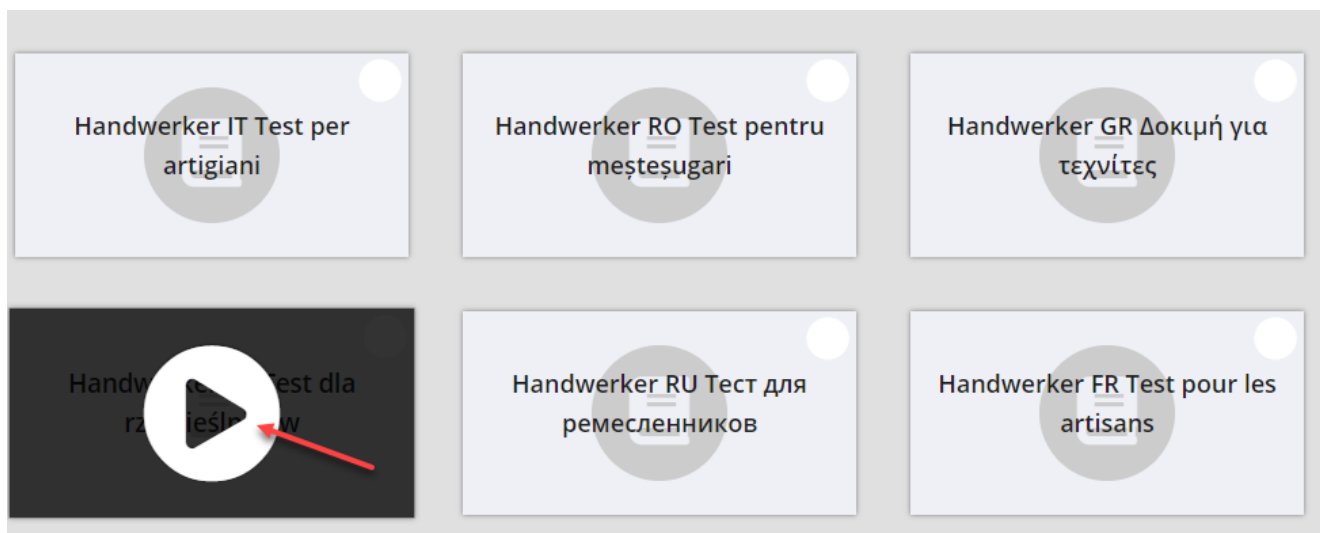 Handwerker IT Test per
artigiani
Handwerker RO Test pentru
meșteșugari
Handwerker GR Δοκιμή για
τεχνίτες
dla
Handwerker RU Тест для
ремесленников
Handwerker FR Test pour les
artisans